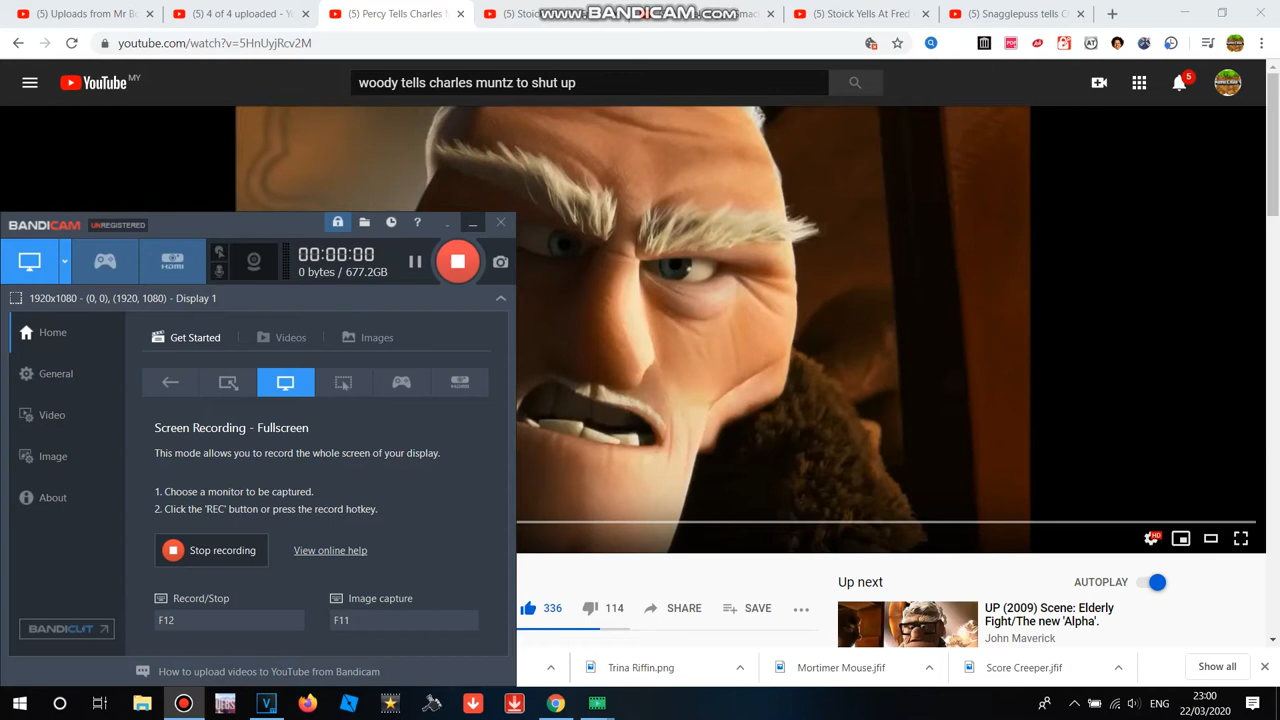 (5) Uploads from Mr B
(5) 4 of 4 uploaded - Yo
(5) Percy Tells Charles M
(5) Stoic
www.BANDICAM.com
mac
(5) Stoick Yells At Fred
(5) Snagglepuss tells C
youtube.com/watch?v=5HnUyjRcv2M
YouTube MY
woody tells charles muntz to shut up
5
BANDICAM UNREGISTERED
?
HDMI
00:00:00
0 bytes / 677.2GB
1920x1080 - (0, 0), (1920, 1080) - Display 1
Home
Get Started
Videos
Images
General
Video
Screen Recording - Fullscreen
This mode allows you to record the whole screen of your display.
Image
1. Choose a monitor to be captured.
About
2. Click the 'REC' button or press the record hotkey.
Stop recording
View online help
HD
Up next
AUTOPLAY
Record/Stop
Image capture
336
114
SHARE
SAVE
UP (2009) Scene: Elderly
Fight/The new 'Alpha'.
F12
F11
BANDICUT
John Maverick
How to upload videos to YouTube from Bandicam
Trina Riffin.png
Mortimer Mouse.jfif
Score Creeper.jfif
Show all
23:00
ENG
22/03/2020